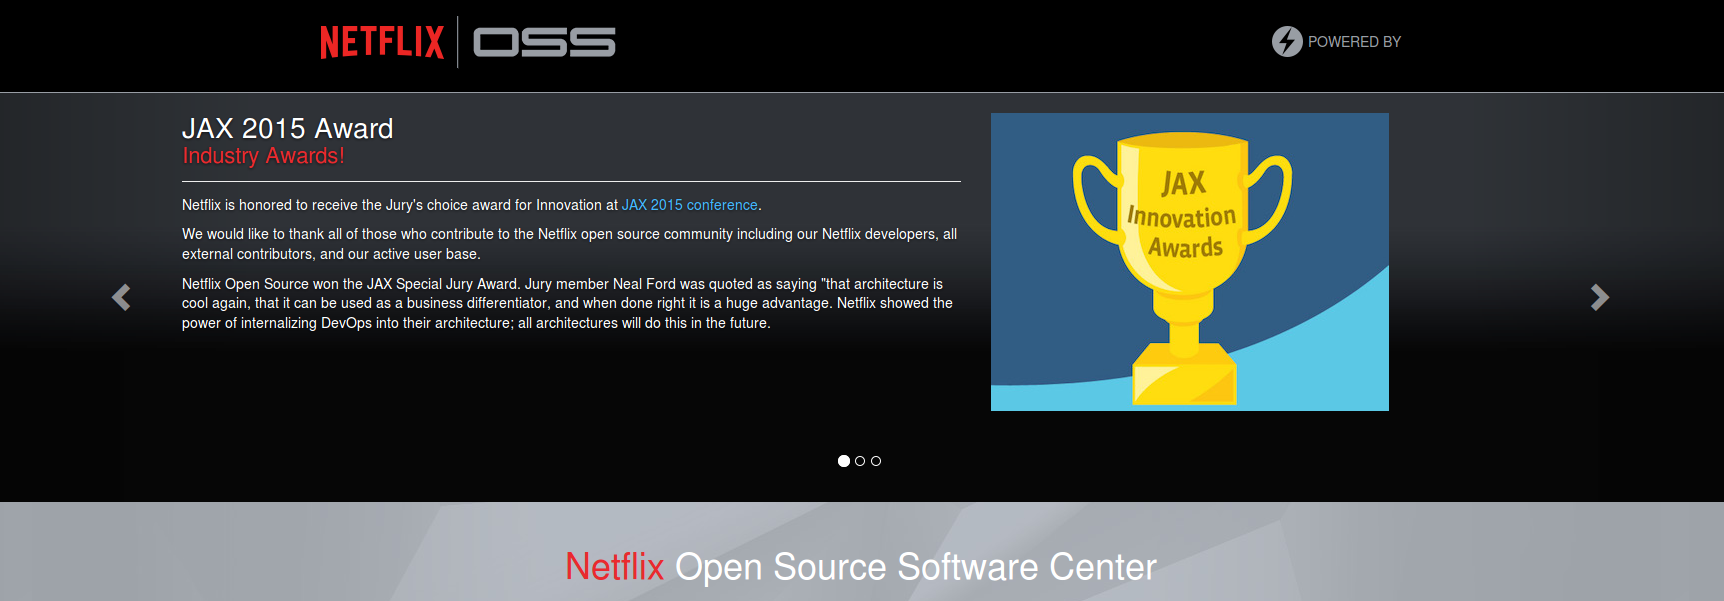 NETFLIX OSS
POWERED BY
JAX 2015 Award
Industry Awards!
Netflix is honored to receive the Jury's choice award for Innovation at JAX 2015 conference.
We would like to thank all of those who contribute to the Netflix open source community including our Netflix developers, all
external contributors, and our active user base.
Netflix Open Source won the JAX Special Jury Award. Jury member Neal Ford was quoted as saying "that architecture is
cool again, that it can be used as a business differentiator, and when done right it is a huge advantage. Netflix showed the
power of internalizing DevOps into their architecture; all architectures will do this in the future.
JAX
Innovation
Awards
Netflix Open Source Software Center